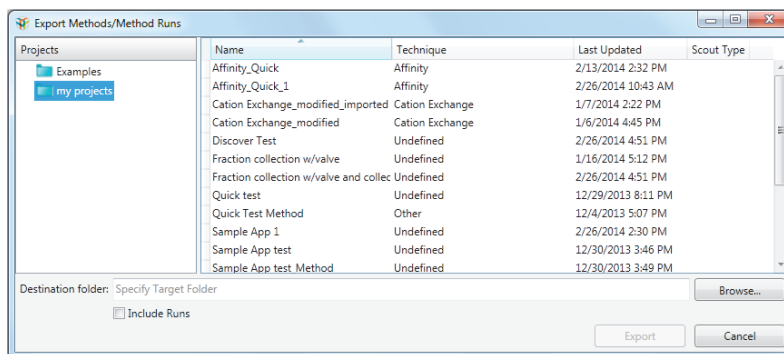 Export Methods/Method Runs
Projects
Examples
my projects
Name Technique Last Updated Scout Type
Affinity_Quick Affinity 2/13/2014 2:32 PM
Affinity_Quick_1 Affinity 2/26/2014 10:43 AM
Cation Exchange_modified_imported Cation Exchange 1/7/2014 2:22 PM
Cation Exchange_modified Cation Exchange 1/6/2014 4:45 PM
Discover Test Undefined 2/26/2014 4:51 PM
Fraction collection w/valve Undefined 1/16/2014 5:12 PM
Fraction collection w/valve and collec Undefined 2/26/2014 4:51 PM
Quick test Undefined 12/29/2013 8:11 PM
Quick Test Method Other 12/4/2013 5:07 PM
Sample App 1 Undefined 2/26/2014 2:30 PM
Sample App test Undefined 12/30/2013 3:46 PM
Sample App test_Method Undefined 12/30/2013 3:49 PM
Destination folder: Specify Target Folder Browse...
Include Runs
Export Cancel